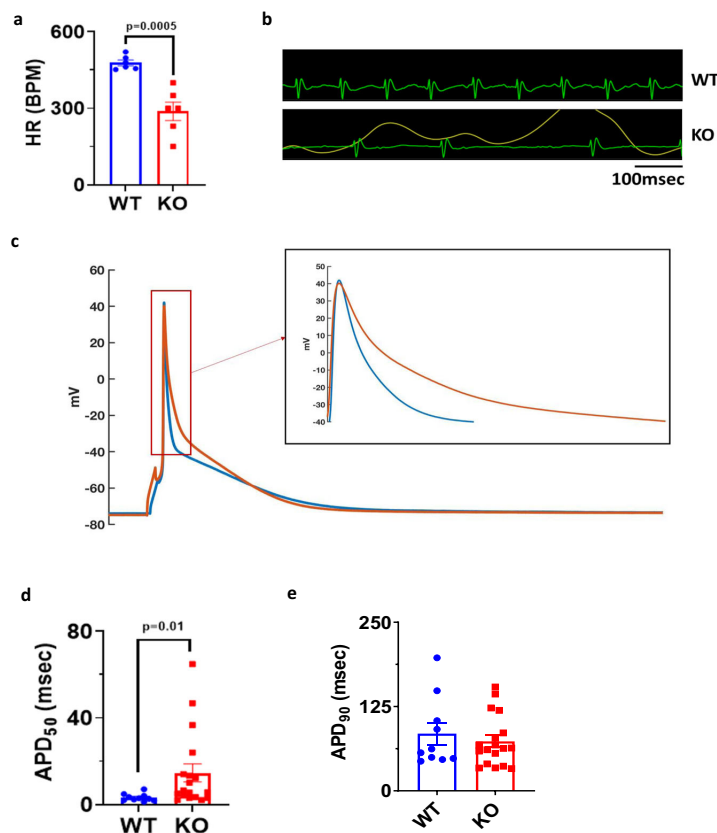 a
p=0.0005
600
300
0
HR (BPM)
WT
KO
b
WT
KO
100msec
c
60
40
20
0
-20
-40
-60
-80
mV
50
40
30
20
10
0
-10
-20
-30
-40
mV
d
p=0.01
80
40
0
APD50 (msec)
WT
KO
e
250
125
0
APD90 (msec)
WT
KO